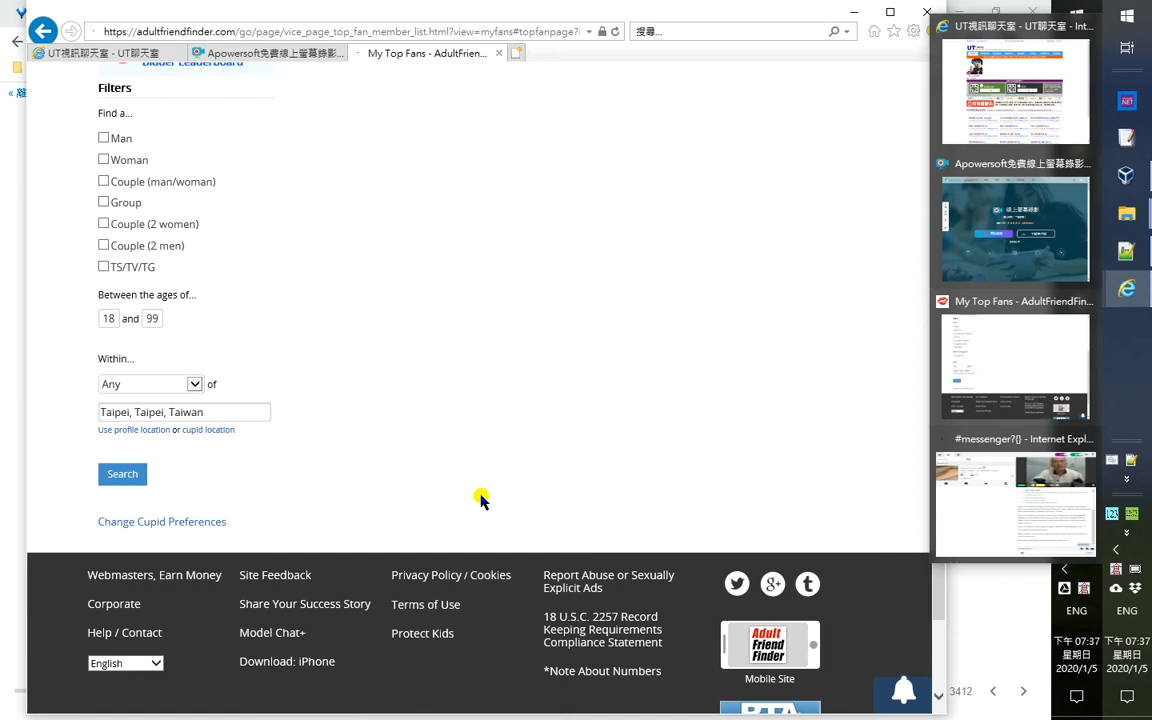 https://adultfriendfinder.com/go/page/vice_page_top_fan_member_list.html?view=myfans#topfanpage?
搜尋...
UT視訊聊天室 - UT聊天室
Apowersoft免費線上螢幕錄影...
My Top Fans - AdultFrien...
« 離
Bidder Leaderboard
Filters
Find a...
Man
Woman
Couple (man/woman)
Group
Couple (2 women)
Couple (2 men)
TS/TV/TG
Between the ages of...
18 and 99
Within...
Any of
Taipei, Taipei, Taiwan
Use profile location or cupid location
Search
Change Cupid Preferences
Webmasters, Earn Money
Corporate
Help / Contact
English
Site Feedback
Share Your Success Story
Model Chat+
Download: iPhone
Privacy Policy / Cookies
Terms of Use
Protect Kids
Report Abuse or Sexually
Explicit Ads
18 U.S.C. 2257 Record
Keeping Requirements
Compliance Statement
*Note About Numbers
Adult
Friend
Finder
Mobile Site
3412
UT視訊聊天室 - UT聊天室 - Int...
Apowersoft免費線上螢幕錄影...
線上螢幕錄影
My Top Fans - AdultFriendFin...
#messenger?{} - Internet Expl...
.NET
ENG
下午 07:37
星期日
2020/1/5
ENG
下午 07:37
星期日
2020/1/5